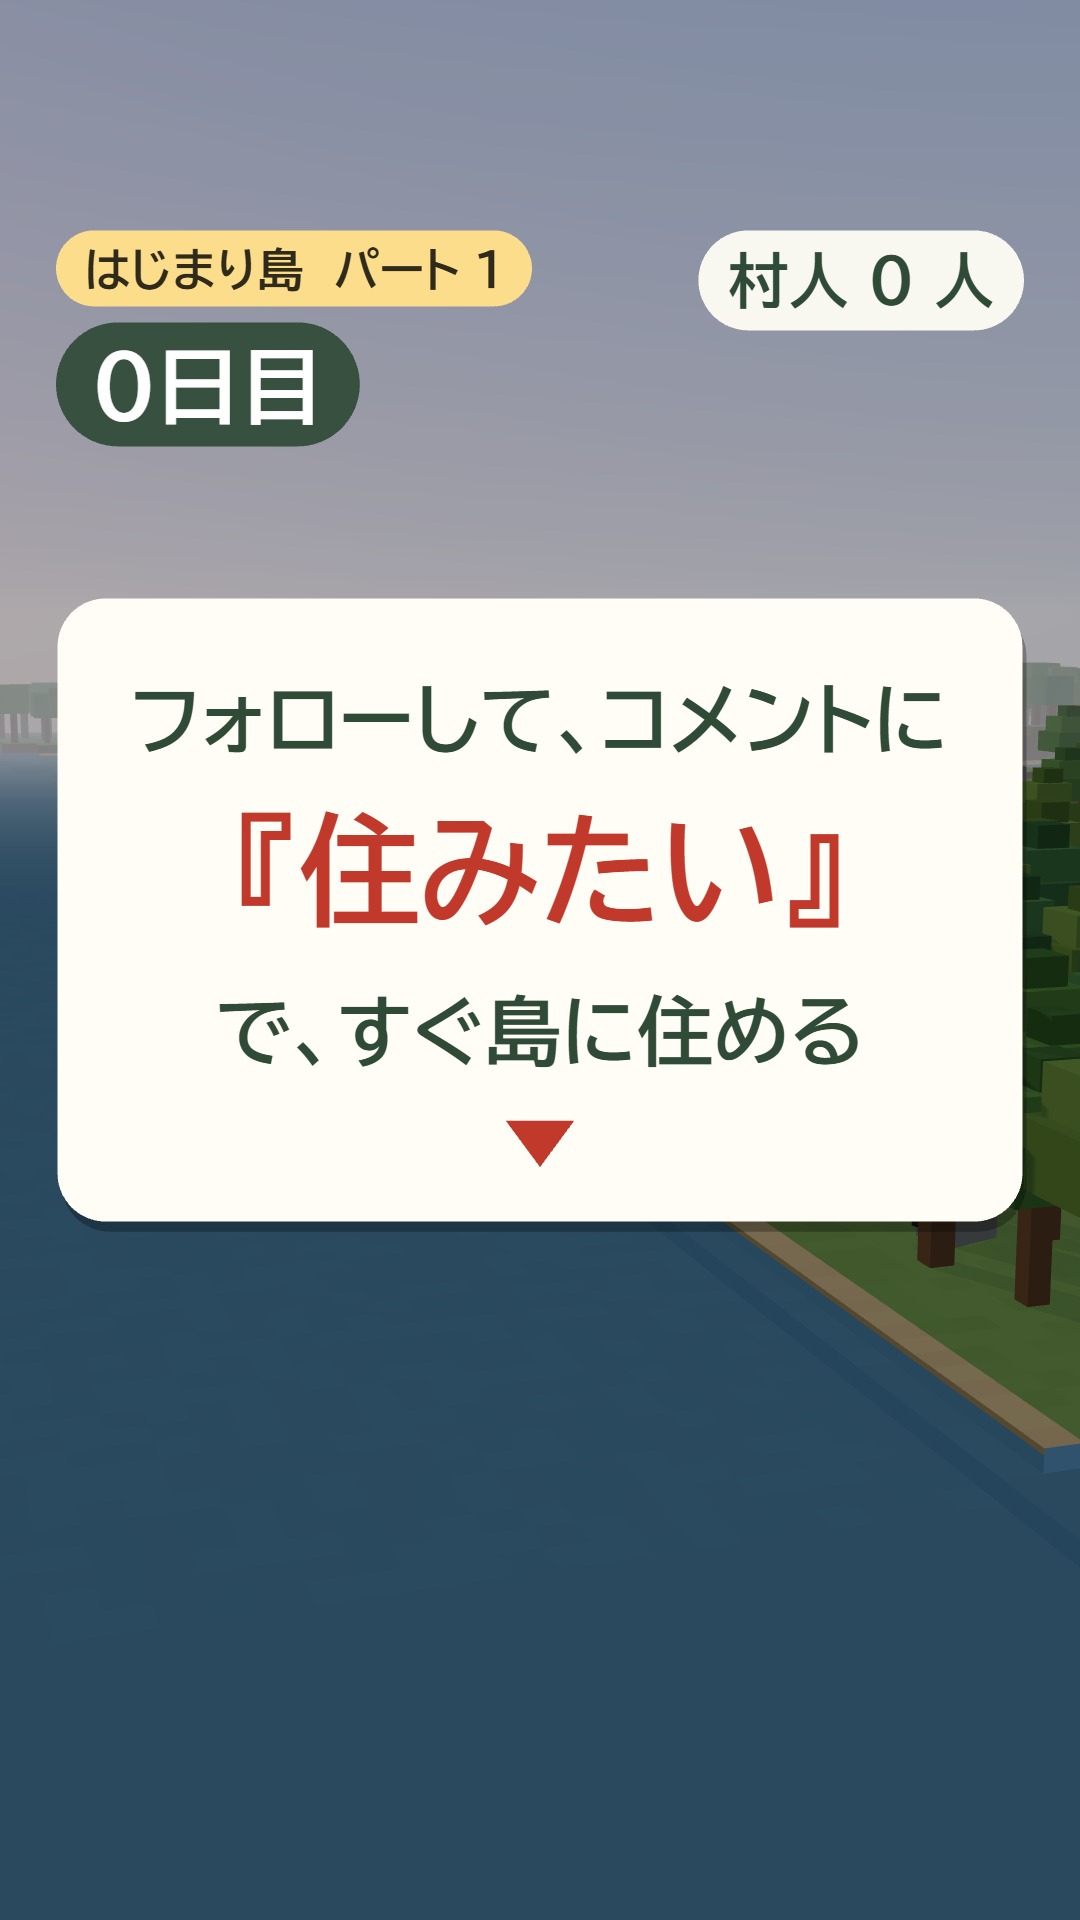 はじまり島 パート 1
村人 0 人
0日目
フォローして、コメントに
『住みたい』
で、すぐ島に住める